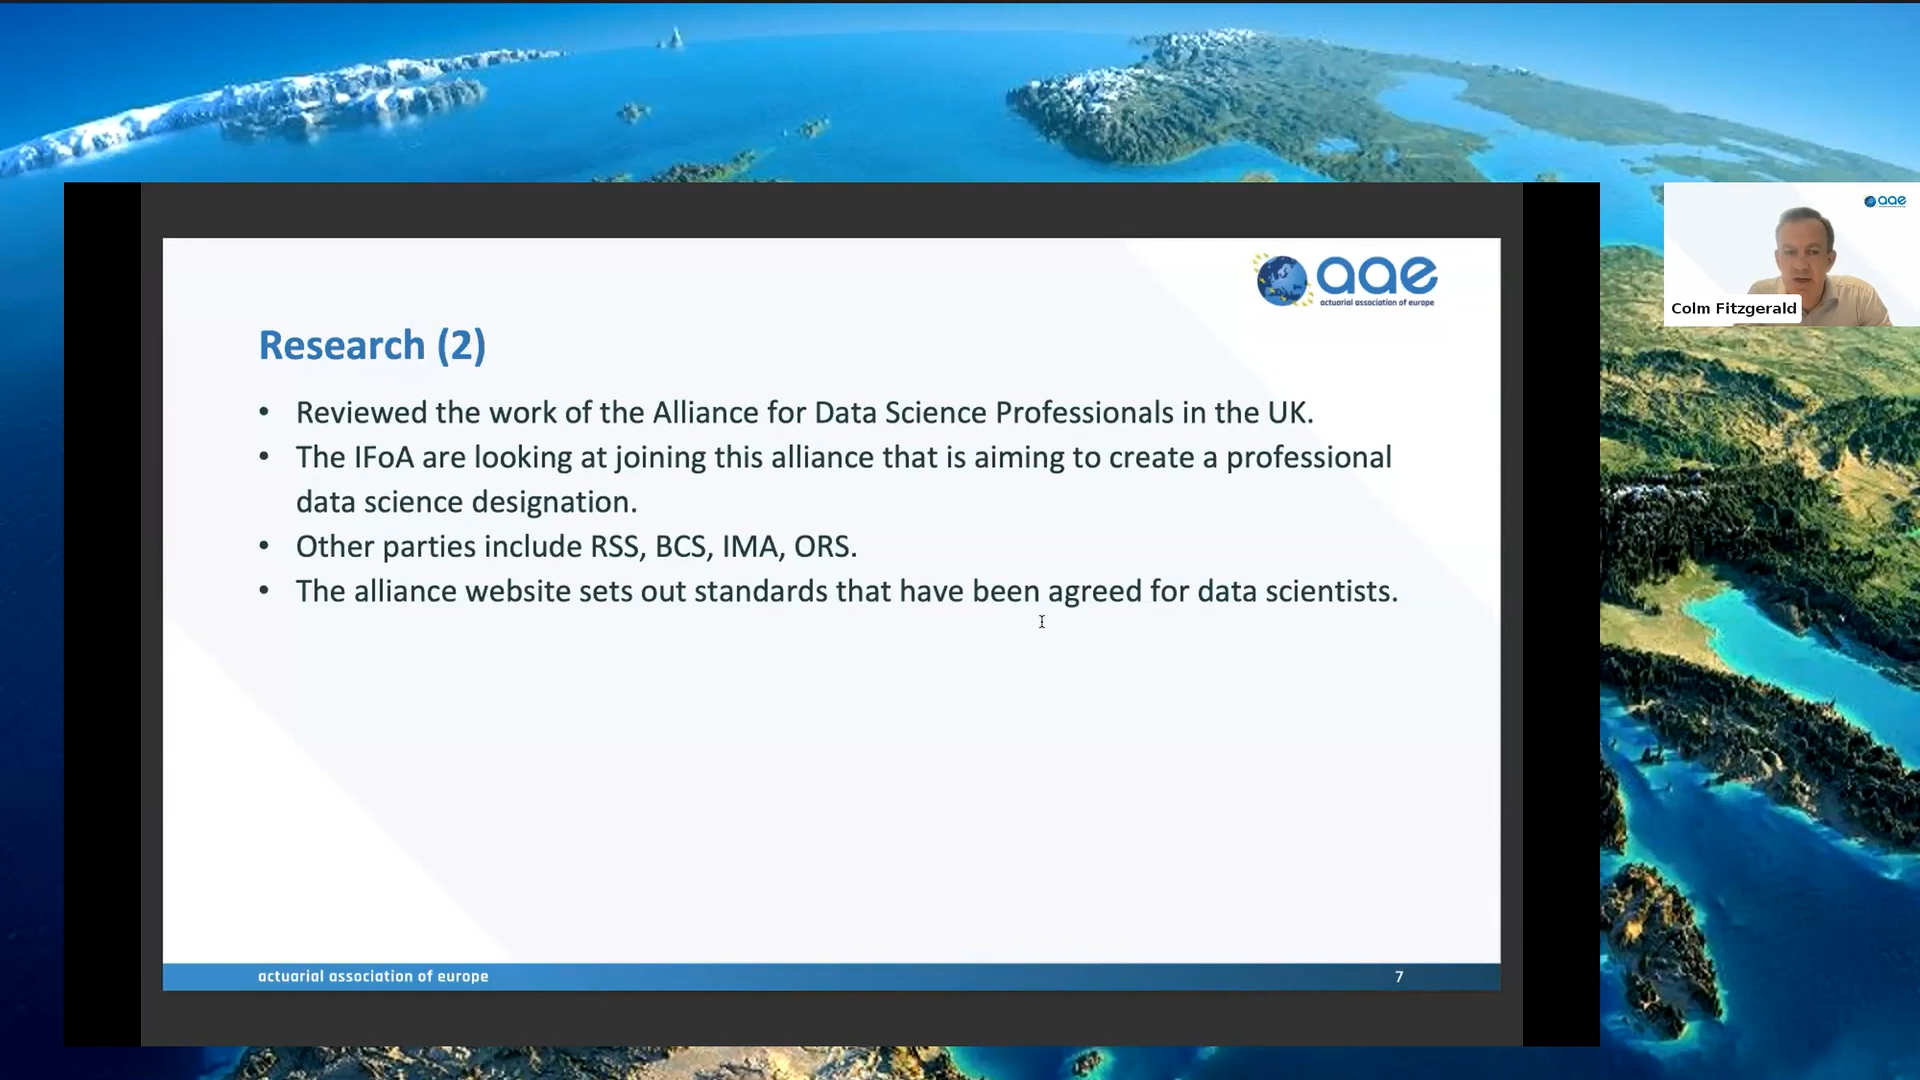 aae
actuarial association of europe
aae
Colm Fitzgerald
Research (2)
• Reviewed the work of the Alliance for Data Science Professionals in the UK.
• The IFoA are looking at joining this alliance that is aiming to create a professional
data science designation.
• Other parties include RSS, BCS, IMA, ORS.
• The alliance website sets out standards that have been agreed for data scientists.
actuarial association of europe
7